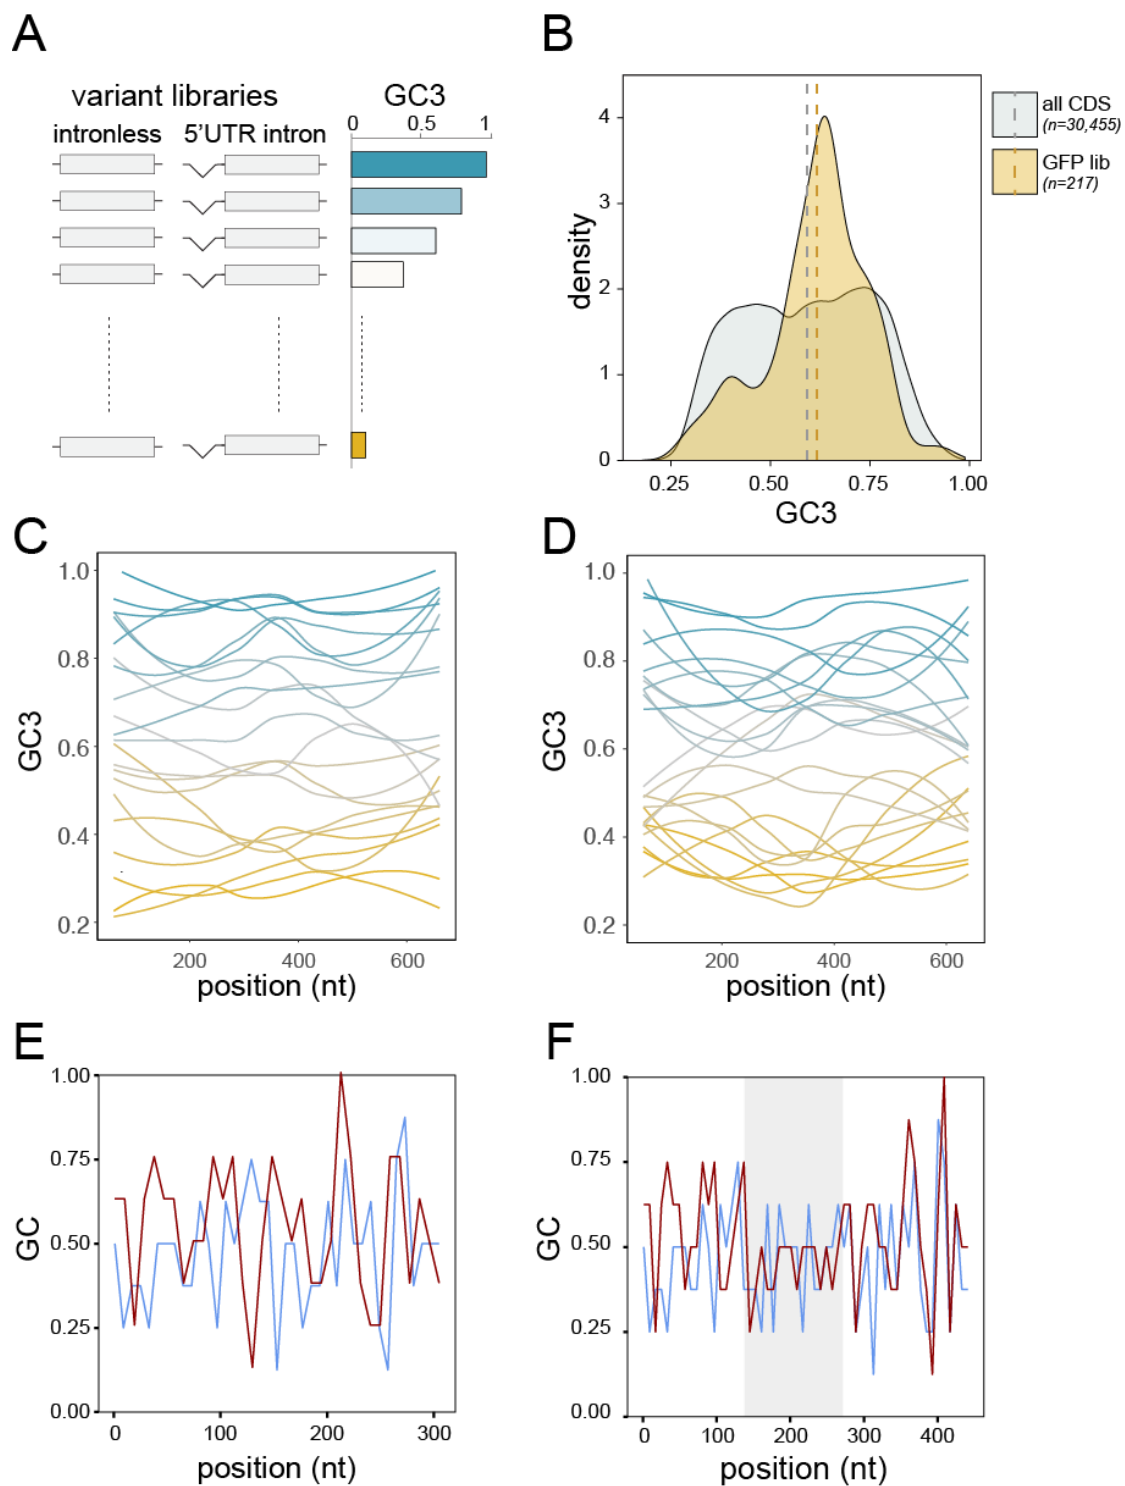 A
variant libraries
GC3
intronless
5'UTR intron
0
0.5
1
B
4
3
2
1
0
density
0.25
0.50
0.75
1.00
GC3
all CDS
(n=30,455)
GFP lib
(n=217)
C
1.0
0.8
0.6
0.4
0.2
GC3
200
400
600
position (nt)
D
1.0
0.8
0.6
0.4
0.2
GC3
200
400
600
position (nt)
E
1.00
0.75
0.50
0.25
0.00
GC
0
100
200
300
position (nt)
F
1.00
0.75
0.50
0.25
0.00
GC
0
100
200
300
400
position (nt)